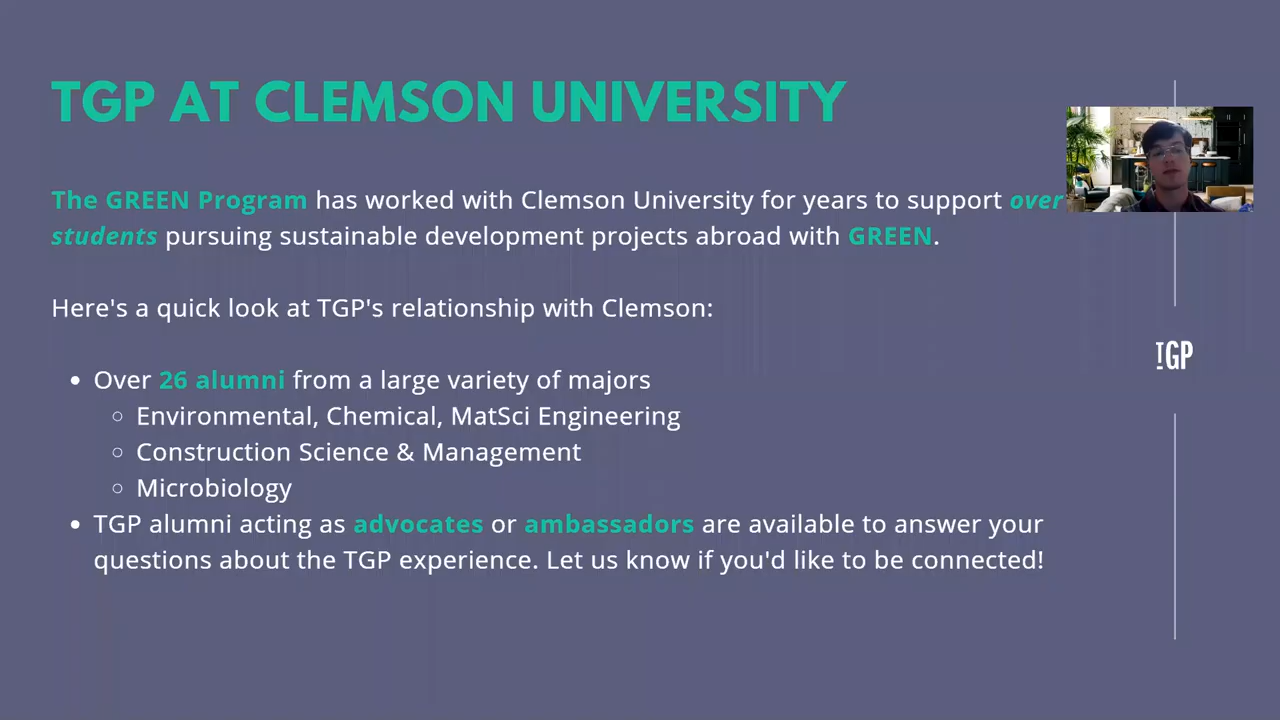 TGP AT CLEMSON UNIVERSITY
The GREEN Program has worked with Clemson University for years to support over
students pursuing sustainable development projects abroad with GREEN.
Here's a quick look at TGP's relationship with Clemson:
• Over 26 alumni from a large variety of majors
○ Environmental, Chemical, MatSci Engineering
○ Construction Science & Management
○ Microbiology
• TGP alumni acting as advocates or ambassadors are available to answer your
questions about the TGP experience. Let us know if you'd like to be connected!
TGP